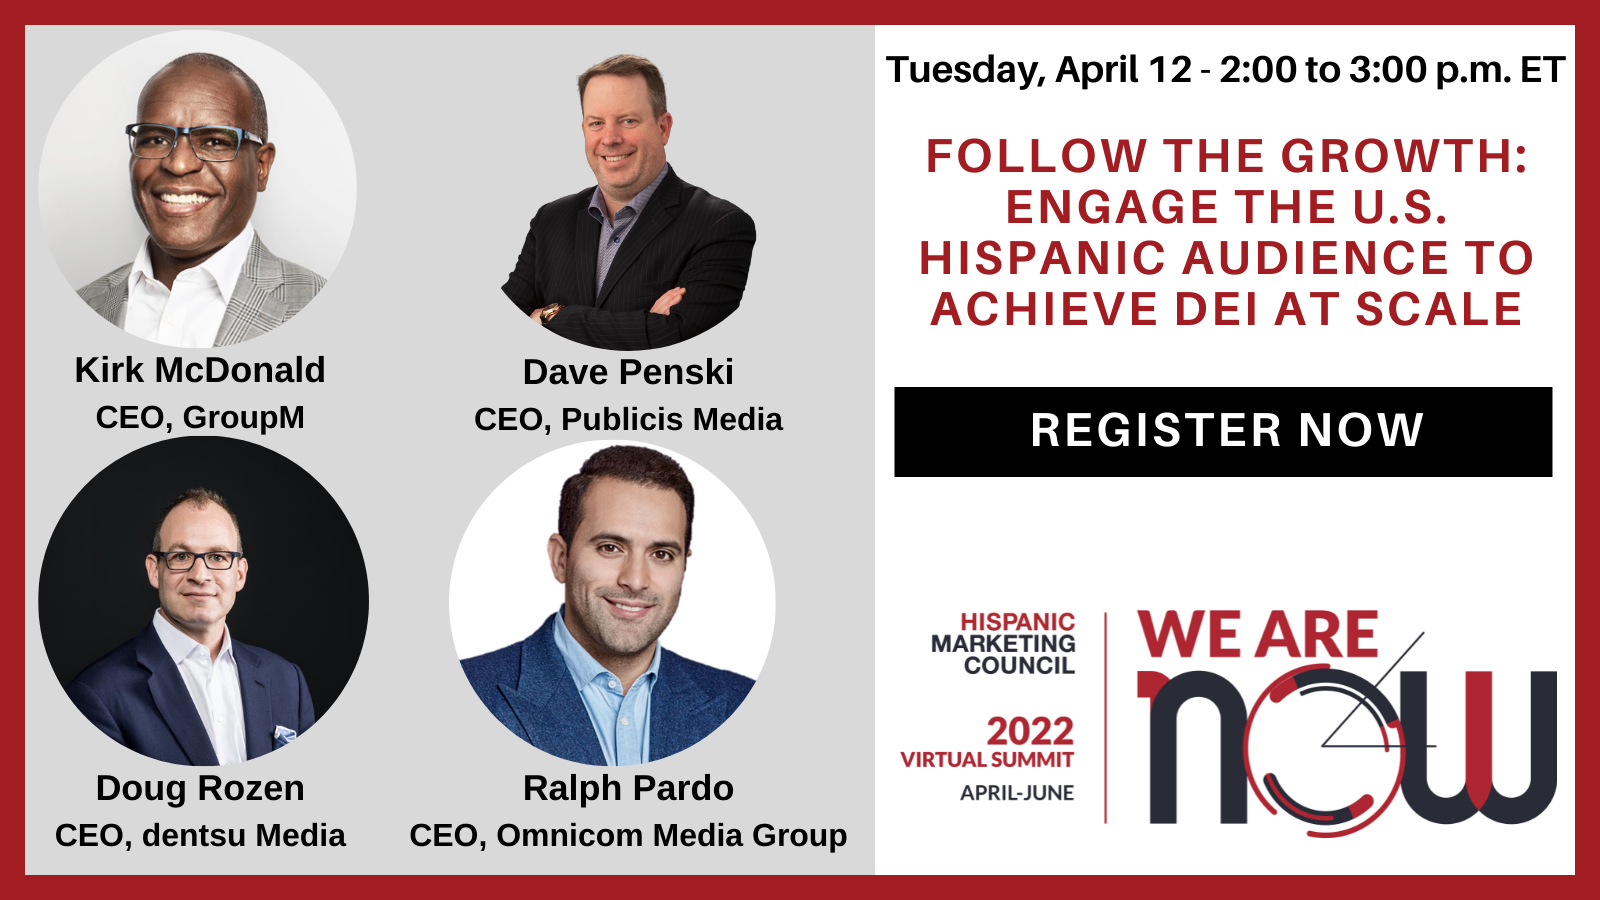 Kirk McDonald
CEO, GroupM
Dave Penski
CEO, Publicis Media
Doug Rozen
CEO, dentsu Media
Ralph Pardo
CEO, Omnicom Media Group
Tuesday, April 12 - 2:00 to 3:00 p.m. ET
FOLLOW THE GROWTH:
ENGAGE THE U.S.
HISPANIC AUDIENCE TO
ACHIEVE DEI AT SCALE
REGISTER NOW
HISPANIC
MARKETING
COUNCIL
2022
VIRTUAL SUMMIT
APRIL-JUNE
WE ARE
now